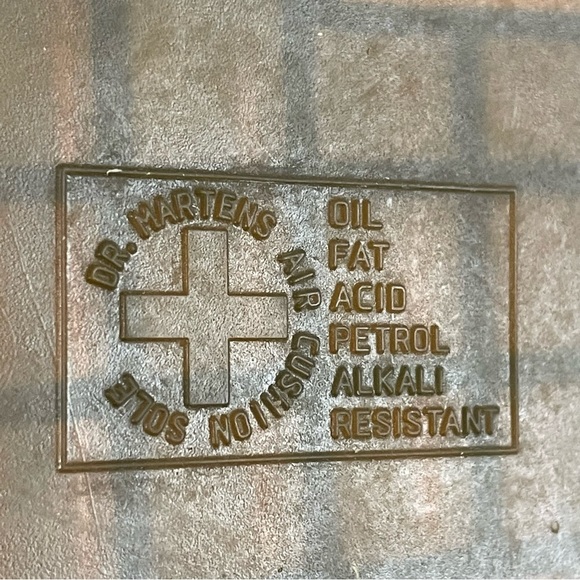 DR. MARTENS AIR CUSHION SOLE
OIL
FAT
ACID
PETROL
ALKALI
RESISTANT